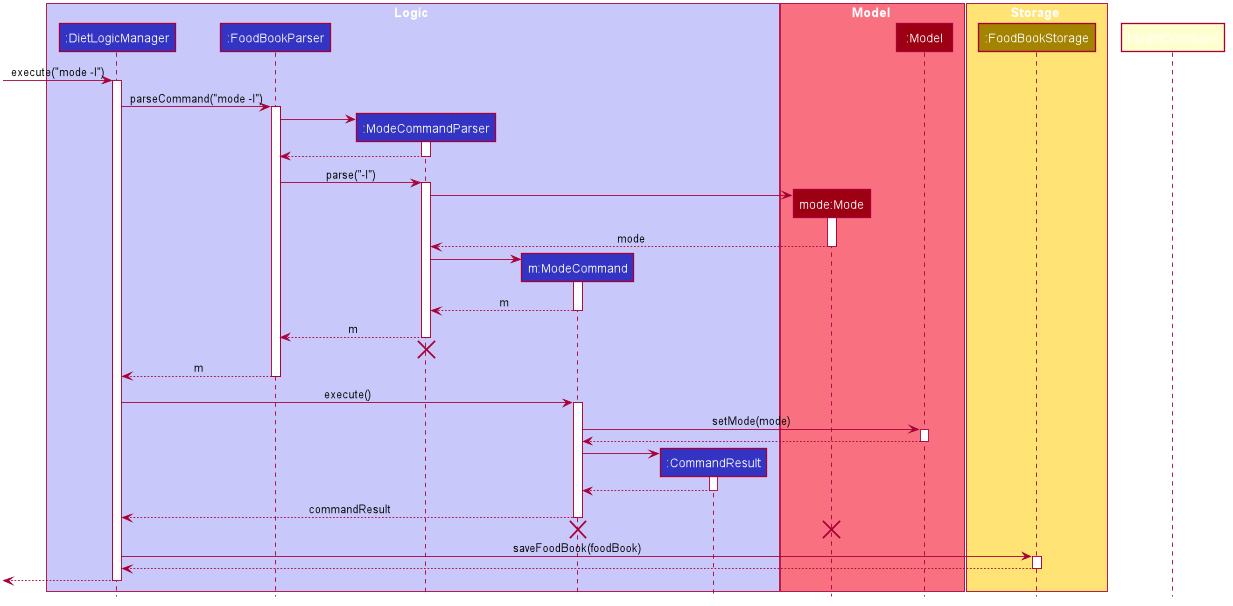 Logic
Model
Storage
:DietLogicManager
:FoodBookParser
:Model
:FoodBookStorage
execute("mode -l")
parseCommand("mode -l")
:ModeCommandParser
parse("-l")
mode:Mode
mode
m:ModeCommand
m
m
m
execute()
setMode(mode)
:CommandResult
commandResult
saveFoodBook(foodBook)